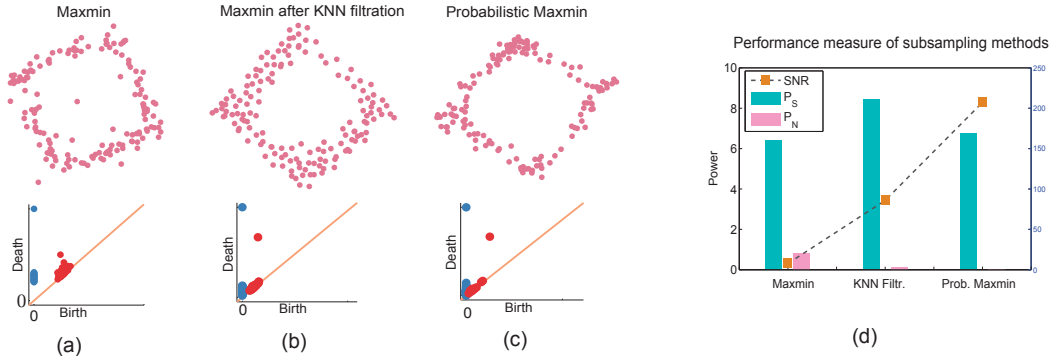 Maxmin
Maxmin after KNN filtration
Probabilistic Maxmin
Death
0
0
Birth
(a)
Death
0
Birth
(b)
Death
0
Birth
(c)
Performance measure of subsampling methods
10
8
6
4
2
0
Power
250
200
150
100
50
0
SNR
P_S
P_N
Maxmin
KNN Filtr.
Prob. Maxmin
(d)